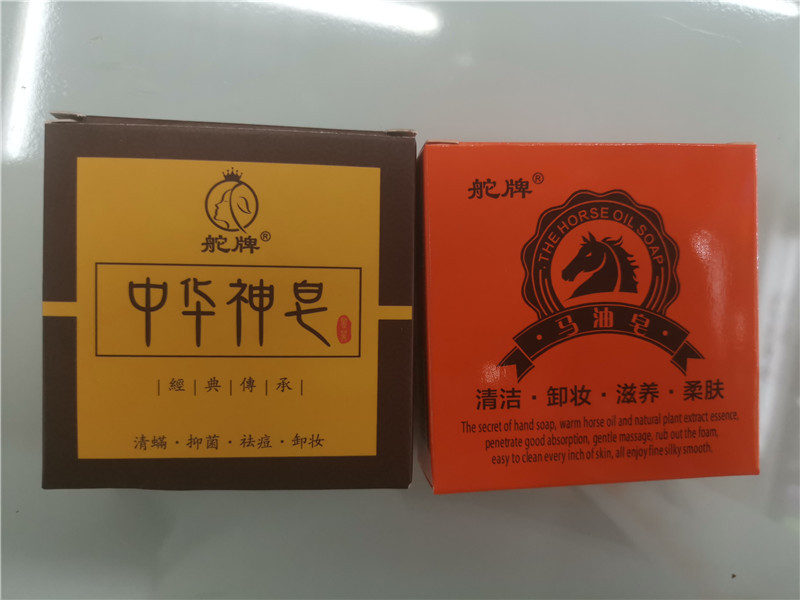 舵牌®
中华神皂
經典傳承
清螨·抑菌·祛痘·卸妆
舵牌®
THE HORSE OIL SOAP
·马油皂·
清洁·卸妆·滋养·柔肤
The secret of hand soap, warm horse oil and natural plant extract essence,
penetrate good absorption, gentle massage, rub out the foam,
easy to clean every inch of skin, all enjoy fine silky smooth.